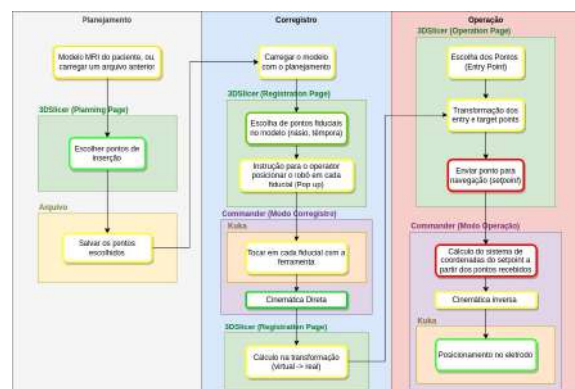 Planejamento
Modelo MRI do paciente, ou
carregar um arquivo anterior
3DSlicer (Planning Page)
Escolher pontos de
inserção
Arquivo
Salvar os pontos
escolhidos
Corregistro
Carregar o modelo
com o planejamento
3DSlicer (Registration Page)
Escolha de pontos fiduciais
no modelo (násio, têmpora)
Instrução para o operador
posicionar o robô em cada
fiducial (Pop up)
Commander (Modo Corregistro)
Kuka
Tocar em cada fiducial com a
ferramenta
Cinemática Direta
3DSlicer (Registration Page)
Cálculo na transformação
(virtual -> real)
Operação
3DSlicer (Operation Page)
Escolha dos Pontos
(Entry Point)
Transformação dos
entry e target points
Enviar ponto para
navegação (setpoint)
Commander (Modo Operação)
Cálculo do sistema de
coordenadas do setpoint a
partir dos pontos recebidos
Cinemática inversa
Kuka
Posicionamento no eletrodo